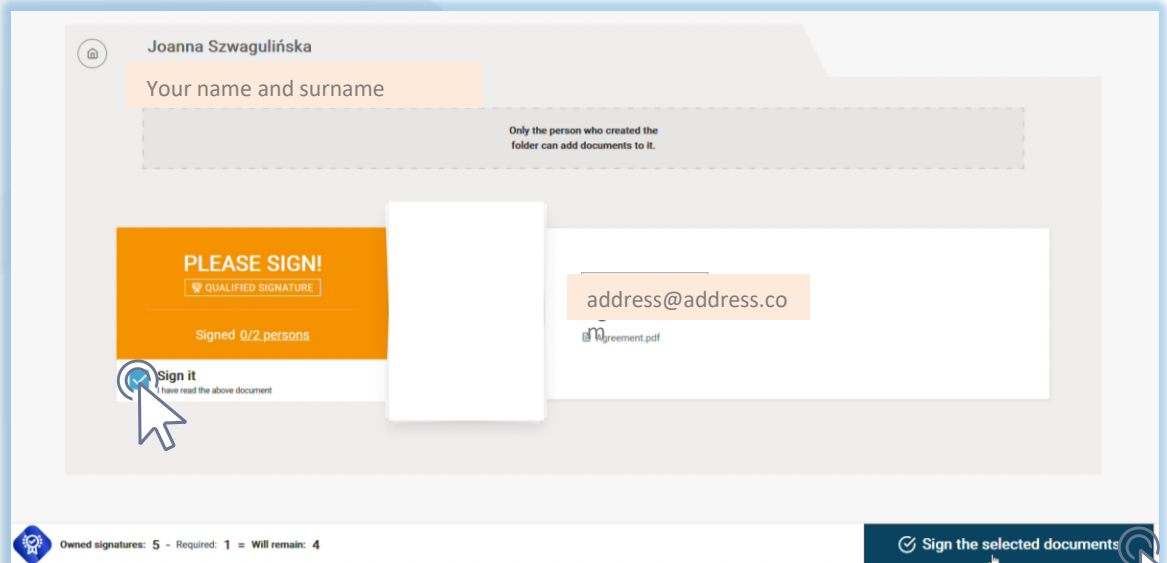 Joanna Szwagulińska
Your name and surname
Only the person who created the
folder can add documents to it.
PLEASE SIGN!
QUALIFIED SIGNATURE
Signed 0/2 persons
address@address.co
m
Agreement.pdf
Sign it
I have read the above document
Owned signatures: 5 - Required: 1 = Will remain: 4
Sign the selected documents